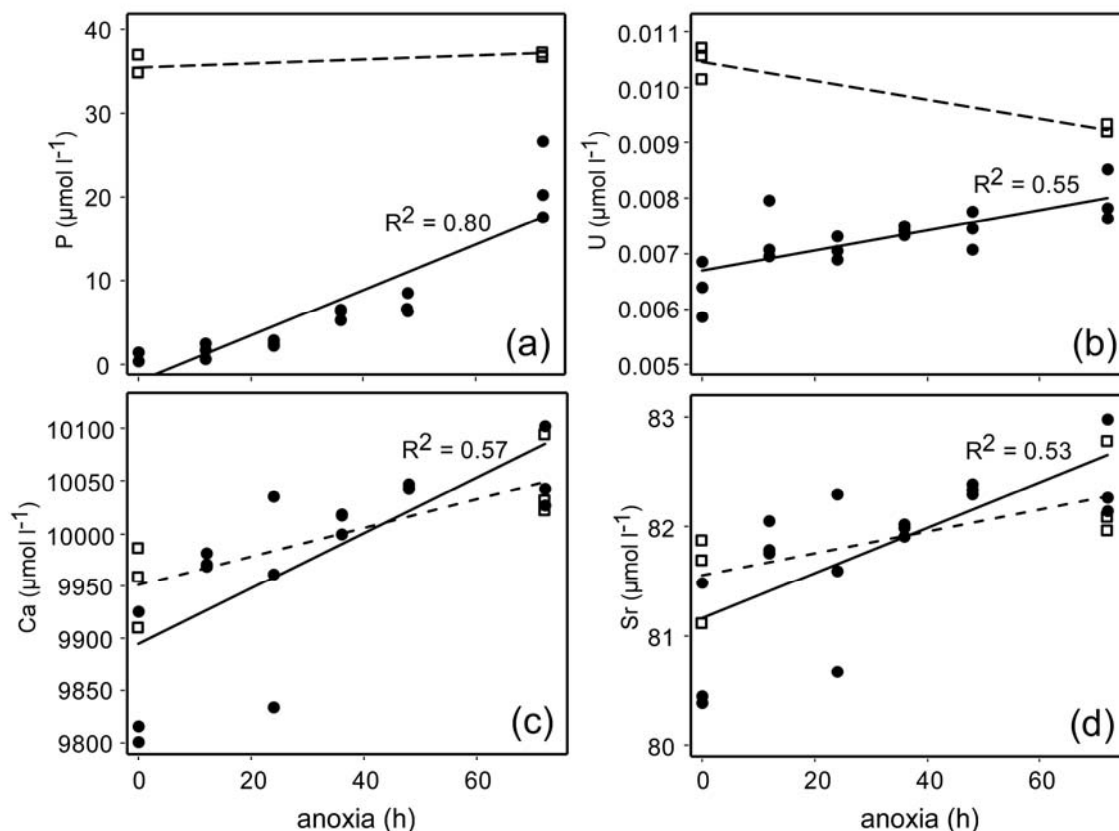 40
30
20
10
0
P (µmol l⁻¹)
R² = 0.80
(a)
0.011
0.010
0.009
0.008
0.007
0.006
0.005
U (µmol l⁻¹)
R² = 0.55
(b)
10100
10050
10000
9950
9900
9850
9800
Ca (µmol l⁻¹)
R² = 0.57
(c)
0 20 40 60
anoxia (h)
83
82
81
80
Sr (µmol l⁻¹)
R² = 0.53
(d)
0 20 40 60
anoxia (h)